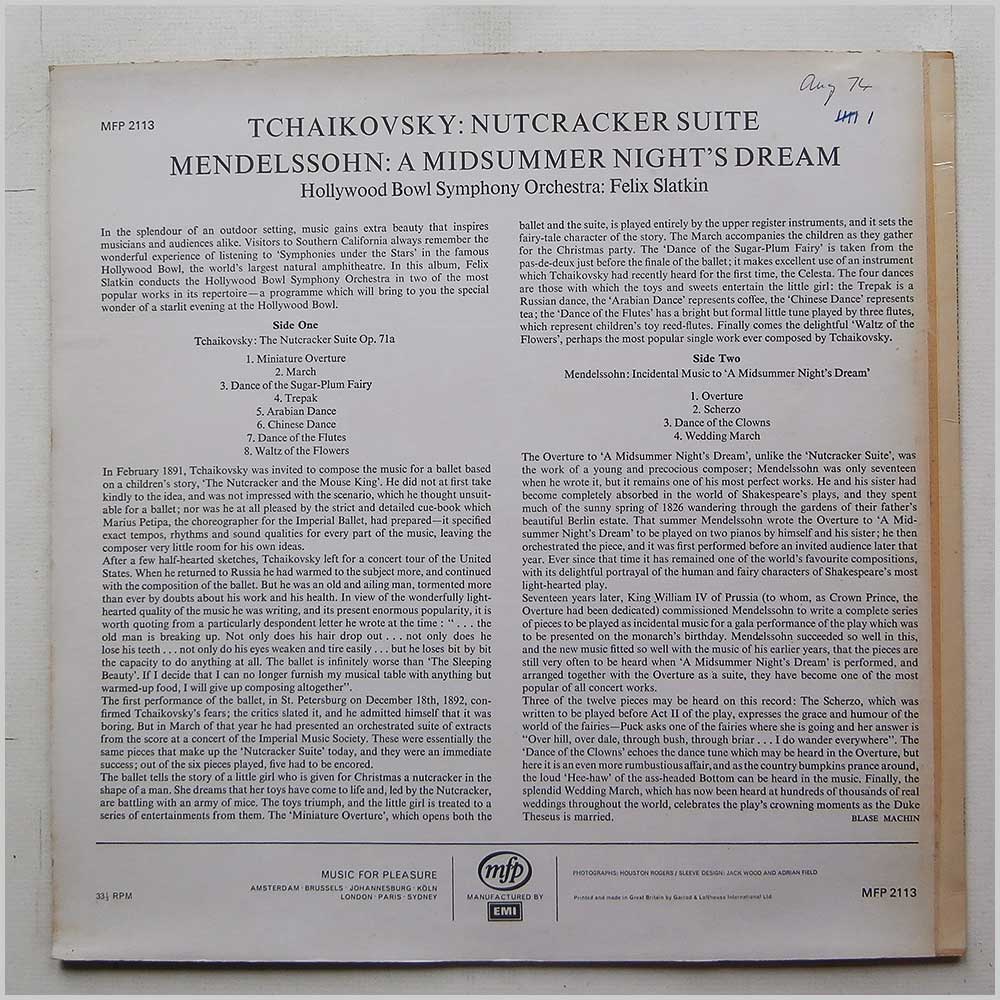 Aug 74
1
MFP 2113
TCHAIKOVSKY: NUTCRACKER SUITE
MENDELSSOHN: A MIDSUMMER NIGHT'S DREAM
Hollywood Bowl Symphony Orchestra: Felix Slatkin
In the splendour of an outdoor setting, music gains extra beauty that inspires
musicians and audiences alike. Visitors to Southern California always remember the
wonderful experience of listening to 'Symphonies under the Stars' in the famous
Hollywood Bowl, the world's largest natural amphitheatre. In this album, Felix
Slatkin conducts the Hollywood Bowl Symphony Orchestra in two of the most
popular works in its repertoire—a programme which will bring to you the special
wonder of a starlit evening at the Hollywood Bowl.
Side One
Tchaikovsky: The Nutcracker Suite Op. 71a
1. Miniature Overture
2. March
3. Dance of the Sugar-Plum Fairy
4. Trepak
5. Arabian Dance
6. Chinese Dance
7. Dance of the Flutes
8. Waltz of the Flowers
In February 1891, Tchaikovsky was invited to compose the music for a ballet based
on a children's story, 'The Nutcracker and the Mouse King'. He did not at first take
kindly to the idea, and was not impressed with the scenario, which he thought unsuit-
able for a ballet; nor was he at all pleased by the strict and detailed cue-book which
Marius Petipa, the choreographer for the Imperial Ballet, had prepared—it specified
exact tempos, rhythms and sound qualities for every part of the music, leaving the
composer very little room for his own ideas.
After a few half-hearted sketches, Tchaikovsky left for a concert tour of the United
States. When he returned to Russia he had warmed to the subject more, and continued
with the composition of the ballet. But he was an old and ailing man, tormented more
than ever by doubts about his work and his health. In view of the wonderfully light-
hearted quality of the music he was writing, and its present enormous popularity, it is
worth quoting from a particularly despondent letter he wrote at the time : " . . . the
old man is breaking up. Not only does his hair drop out . . . not only does he
lose his teeth . . . not only do his eyes weaken and tire easily . . . but he loses bit by bit
the capacity to do anything at all. The ballet is infinitely worse than 'The Sleeping
Beauty'. If I decide that I can no longer furnish my musical table with anything but
warmed-up food, I will give up composing altogether".
The first performance of the ballet, in St. Petersburg on December 18th, 1892, con-
firmed Tchaikovsky's fears; the critics slated it, and he admitted himself that it was
boring. But in March of that year he had presented an orchestrated suite of extracts
from the score at a concert of the Imperial Music Society. These were essentially the
same pieces that make up the 'Nutcracker Suite' today, and they were an immediate
success; out of the six pieces played, five had to be encored.
The ballet tells the story of a little girl who is given for Christmas a nutcracker in the
shape of a man. She dreams that her toys have come to life and, led by the Nutcracker,
are battling with an army of mice. The toys triumph, and the little girl is treated to a
series of entertainments from them. The 'Miniature Overture', which opens both the
ballet and the suite, is played entirely by the upper register instruments, and it sets the
fairy-tale character of the story. The March accompanies the children as they gather
for the Christmas party. The 'Dance of the Sugar-Plum Fairy' is taken from the
pas-de-deux just before the finale of the ballet; it makes excellent use of an instrument
which Tchaikovsky had recently heard for the first time, the Celesta. The four dances
are those with which the toys and sweets entertain the little girl: the Trepak is a
Russian dance, the 'Arabian Dance' represents coffee, the 'Chinese Dance' represents
tea; the 'Dance of the Flutes' has a bright but formal little tune played by three flutes,
which represent children's toy reed-flutes. Finally comes the delightful 'Waltz of the
Flowers', perhaps the most popular single work ever composed by Tchaikovsky.
Side Two
Mendelssohn: Incidental Music to 'A Midsummer Night's Dream'
1. Overture
2. Scherzo
3. Dance of the Clowns
4. Wedding March
The Overture to 'A Midsummer Night's Dream', unlike the 'Nutcracker Suite', was
the work of a young and precocious composer; Mendelssohn was only seventeen
when he wrote it, but it remains one of his most perfect works. He and his sister had
become completely absorbed in the world of Shakespeare's plays, and they spent
much of the sunny spring of 1826 wandering through the gardens of their father's
beautiful Berlin estate. That summer Mendelssohn wrote the Overture to 'A Mid-
summer Night's Dream' to be played on two pianos by himself and his sister; he then
orchestrated the piece, and it was first performed before an invited audience later that
year. Ever since that time it has remained one of the world's favourite compositions,
with its delightful portrayal of the human and fairy characters of Shakespeare's most
light-hearted play.
Seventeen years later, King William IV of Prussia (to whom, as Crown Prince, the
Overture had been dedicated) commissioned Mendelssohn to write a complete series
of pieces to be played as incidental music for a gala performance of the play which was
to be presented on the monarch's birthday. Mendelssohn succeeded so well in this,
and the new music fitted so well with the music of his earlier years, that the pieces are
still very often to be heard when 'A Midsummer Night's Dream' is performed, and
arranged together with the Overture as a suite, they have become one of the most
popular of all concert works.
Three of the twelve pieces may be heard on this record: The Scherzo, which was
written to be played before Act II of the play, expresses the grace and humour of the
world of the fairies—Puck asks one of the fairies where she is going and her answer is
"Over hill, over dale, through bush, through briar . . . I do wander everywhere". The
'Dance of the Clowns' echoes the dance tune which may be heard in the Overture, but
here it is an even more rumbustious affair, and as the country bumpkins prance around,
the loud 'Hee-haw' of the ass-headed Bottom can be heard in the music. Finally, the
splendid Wedding March, which has now been heard at hundreds of thousands of real
weddings throughout the world, celebrates the play's crowning moments as the Duke
Theseus is married.
BLASE MACHIN
33⅓ RPM
MUSIC FOR PLEASURE
AMSTERDAM · BRUSSELS · JOHANNESBURG · KÖLN
LONDON · PARIS · SYDNEY
mfp
MANUFACTURED BY
EMI
PHOTOGRAPHS: HOUSTON ROGERS / SLEEVE DESIGN: JACK WOOD AND ADRIAN FIELD
Printed and made in Great Britain by Garrod & Lofthouse International Ltd.
MFP 2113